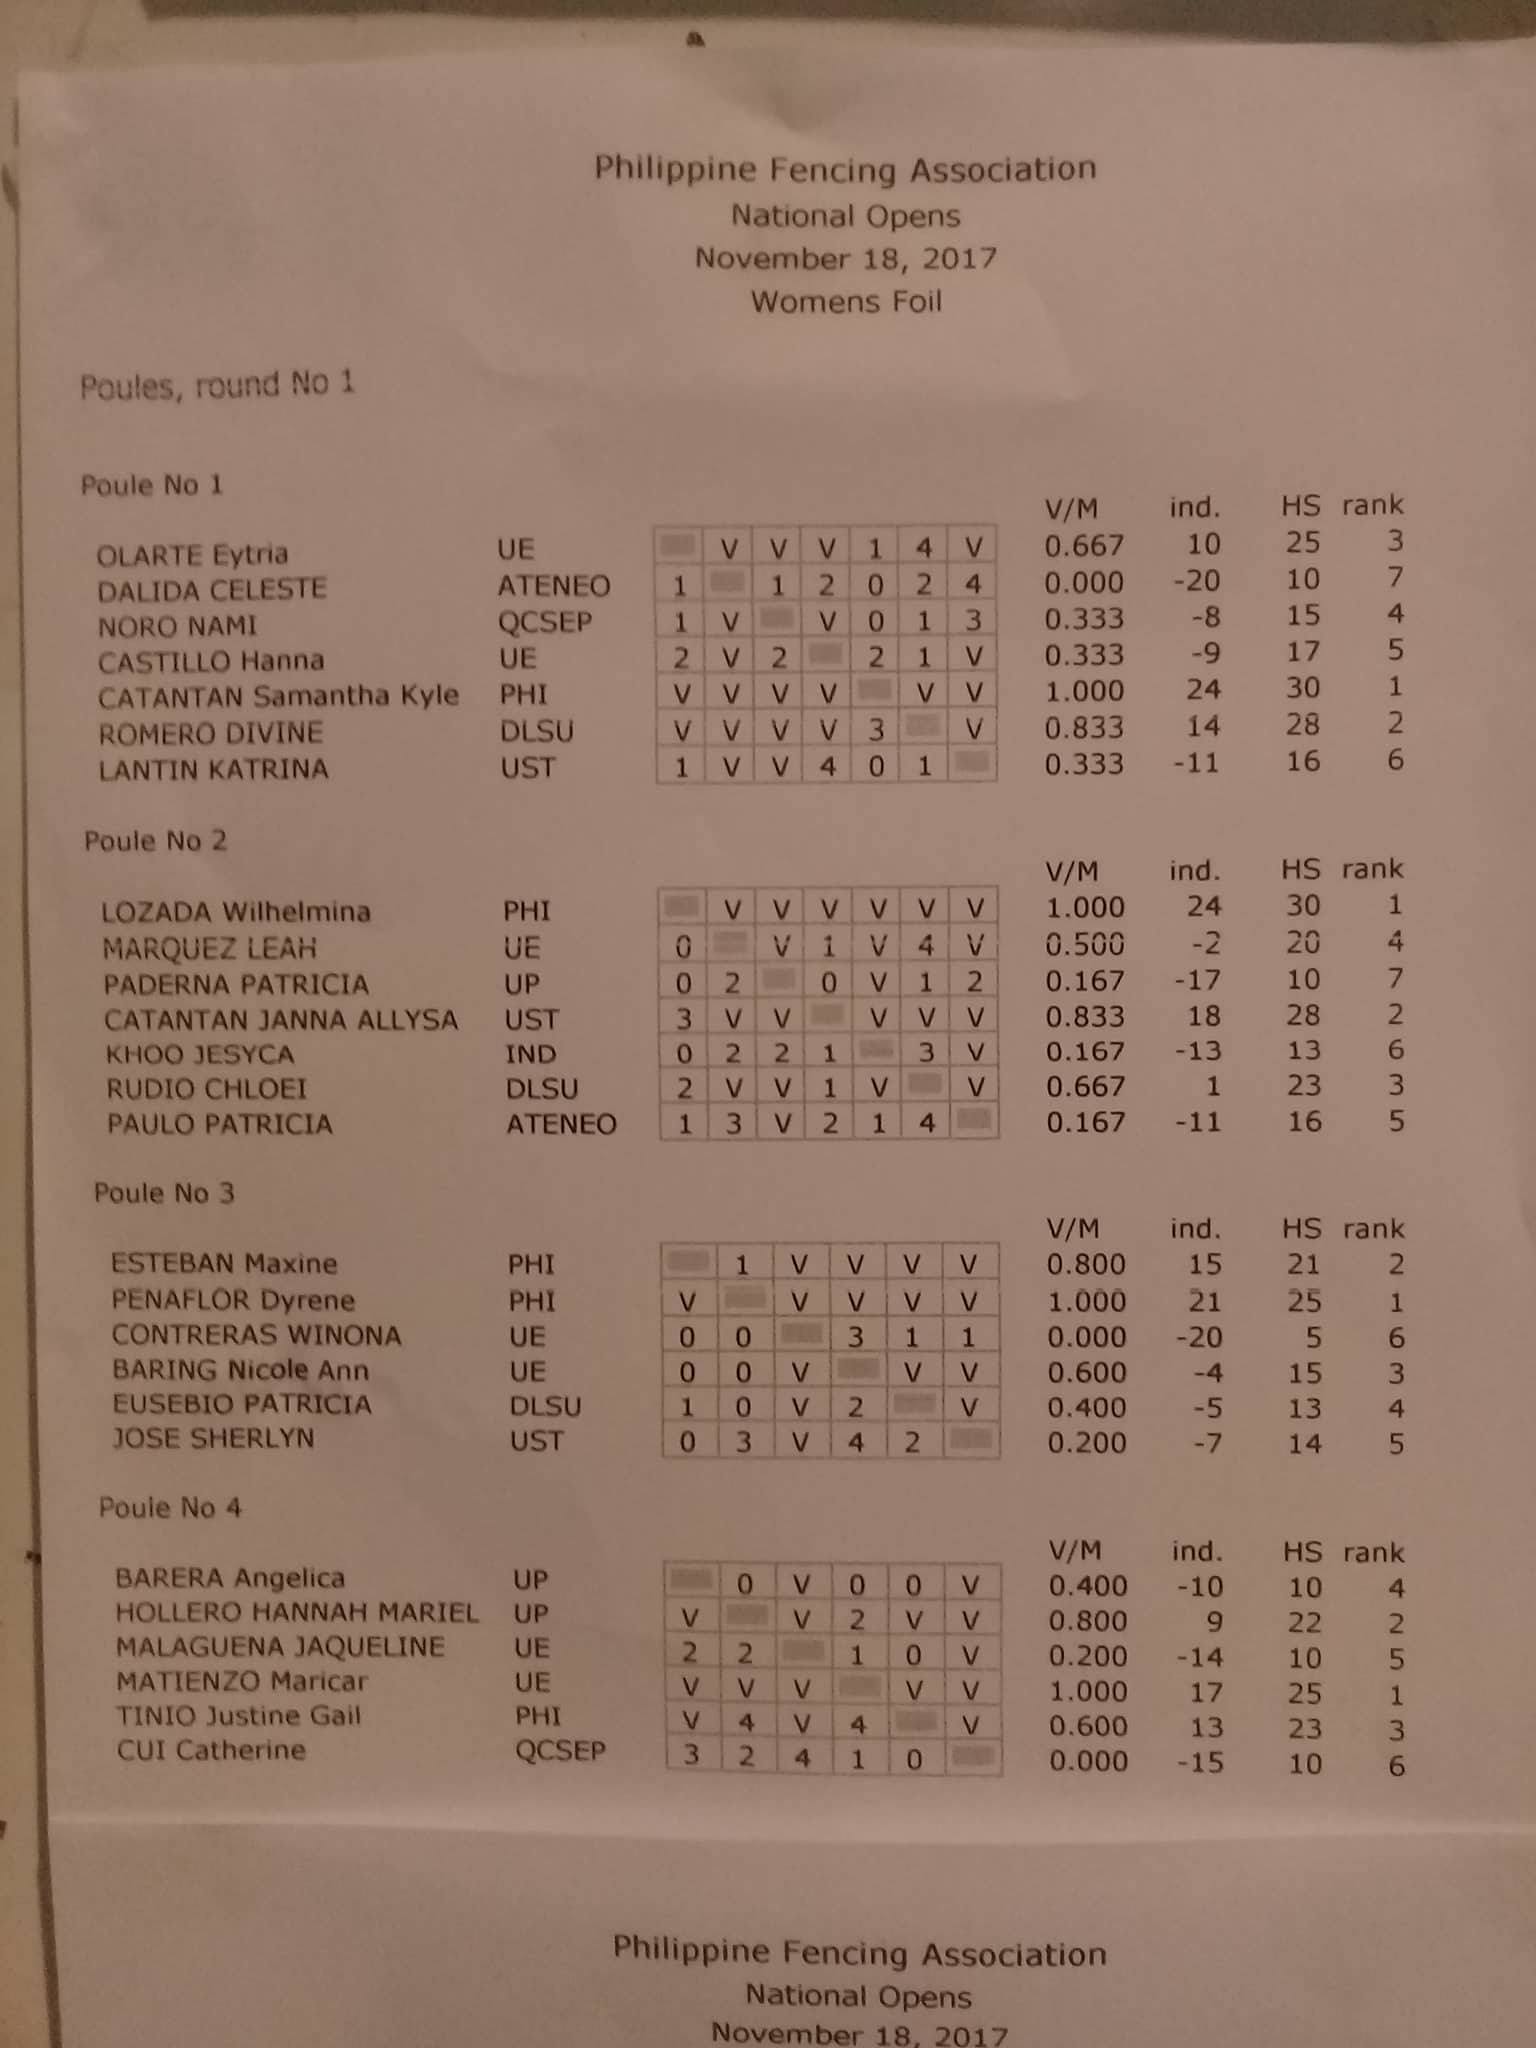 Philippine Fencing Association
National Opens
November 18, 2017
Womens Foil
Poules, round No 1
Poule No 1
V/M ind. HS rank
OLARTE Eytria UE V V V 1 4 V 0.667 10 25 3
DALIDA CELESTE ATENEO 1 1 2 0 2 4 0.000 -20 10 7
NORO NAMI QCSEP 1 V V 0 1 3 0.333 -8 15 4
CASTILLO Hanna UE 2 V 2 2 1 V 0.333 -9 17 5
CATANTAN Samantha Kyle PHI V V V V V V 1.000 24 30 1
ROMERO DIVINE DLSU V V V V 3 V 0.833 14 28 2
LANTIN KATRINA UST 1 V V 4 0 1 0.333 -11 16 6
Poule No 2
V/M ind. HS rank
LOZADA Wilhelmina PHI V V V V V V 1.000 24 30 1
MARQUEZ LEAH UE 0 V 1 V 4 V 0.500 -2 20 4
PADERNA PATRICIA UP 0 2 0 V 1 2 0.167 -17 10 7
CATANTAN JANNA ALLYSA UST 3 V V V V V 0.833 18 28 2
KHOO JESYCA IND 0 2 2 1 3 V 0.167 -13 13 6
RUDIO CHLOEI DLSU 2 V V 1 V V 0.667 1 23 3
PAULO PATRICIA ATENEO 1 3 V 2 1 4 0.167 -11 16 5
Poule No 3
V/M ind. HS rank
ESTEBAN Maxine PHI 1 V V V V 0.800 15 21 2
PENAFLOR Dyrene PHI V V V V V 1.000 21 25 1
CONTRERAS WINONA UE 0 0 3 1 1 0.000 -20 5 6
BARING Nicole Ann UE 0 0 V V V 0.600 -4 15 3
EUSEBIO PATRICIA DLSU 1 0 V 2 V 0.400 -5 13 4
JOSE SHERLYN UST 0 3 V 4 2 0.200 -7 14 5
Poule No 4
V/M ind. HS rank
BARERA Angelica UP 0 V 0 0 V 0.400 -10 10 4
HOLLERO HANNAH MARIEL UP V V 2 V V 0.800 9 22 2
MALAGUENA JAQUELINE UE 2 2 1 0 V 0.200 -14 10 5
MATIENZO Maricar UE V V V V V 1.000 17 25 1
TINIO Justine Gail PHI V 4 V 4 V 0.600 13 23 3
CUI Catherine QCSEP 3 2 4 1 0 0.000 -15 10 6
Philippine Fencing Association
National Opens
November 18, 2017